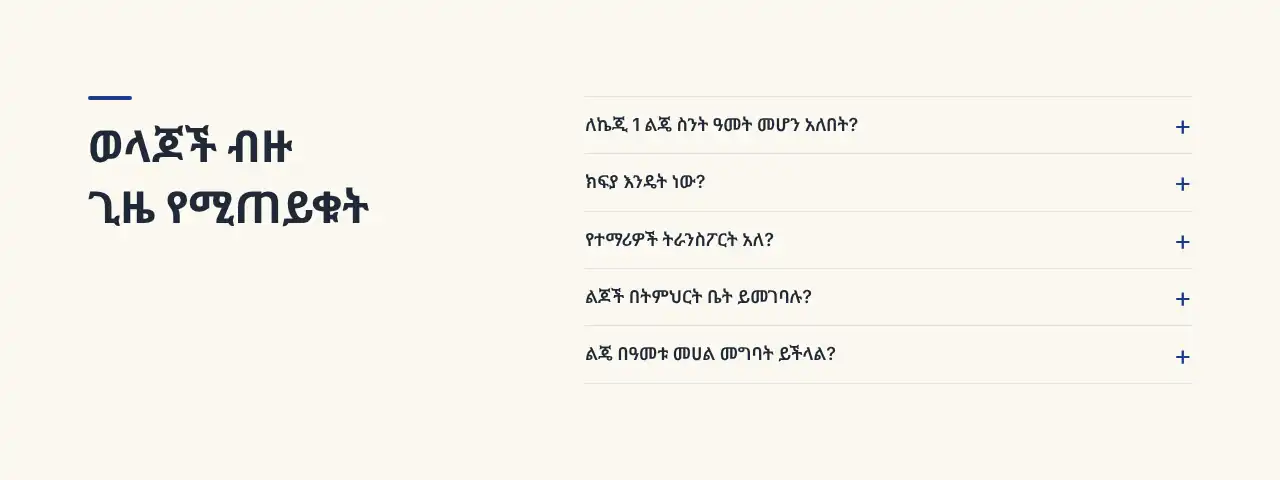 ወላጆች ብዙ
ጊዜ የሚጠይቁት
ለኬጂ 1 ልጄ ስንት ዓመት መሆን አለበት?
ክፍያ እንዴት ነው?
የተማሪዎች ትራንስፖርት አለ?
ልጆች በትምህርት ቤት ይመገባሉ?
ልጄ በዓመቱ መሀል መግባት ይችላል?